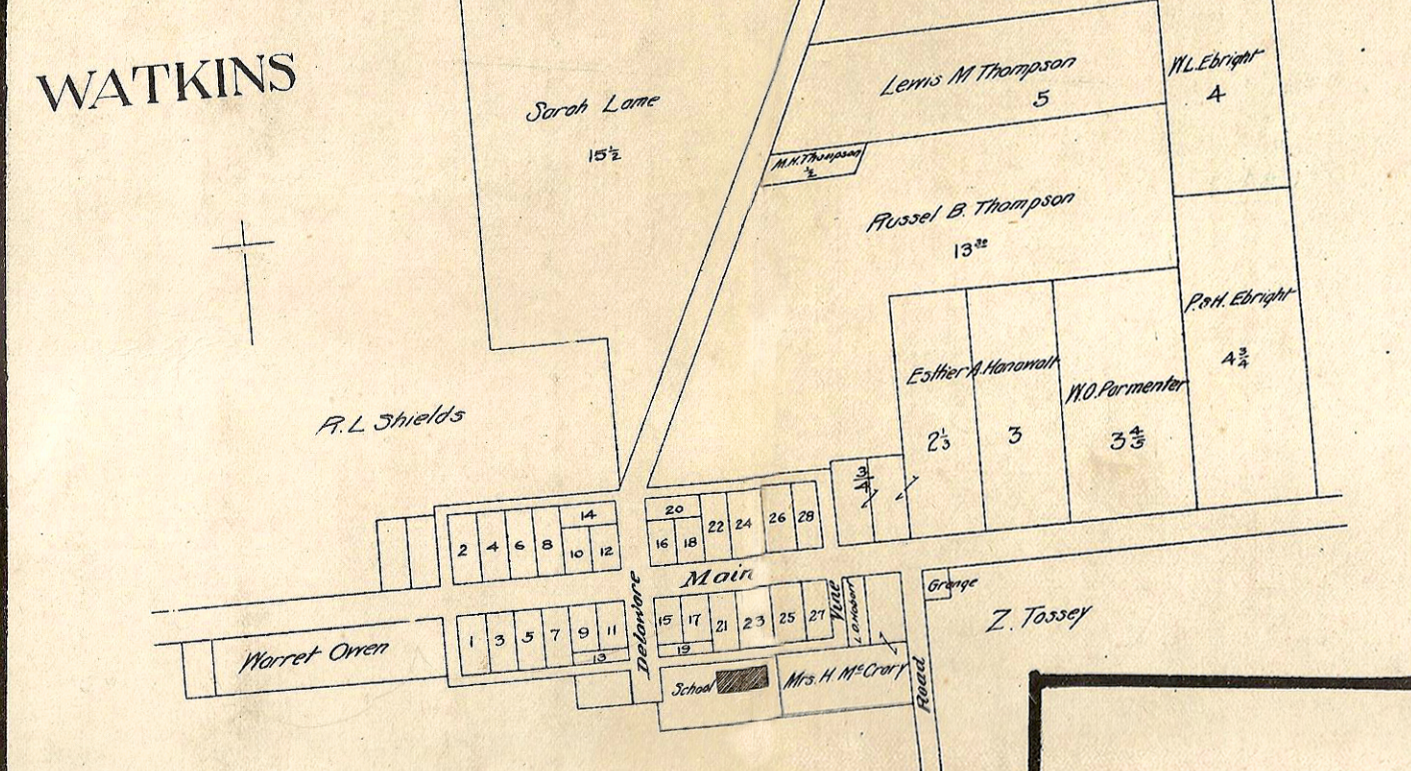 WATKINS
Sarah Lame
15½
Lewis M Thompson
5
W.L. Ebright
4
M.H. Thompson
½
Russel B. Thompson
P. & H. Ebright
4¾
Esther A. Hanawalt
2⅓
3
W.O. Parmenter
3⅘
R. L Shields
¾
2 4 6 8 10 12 14
16 18 20 22 24 26 28
Main
Delaware
Vine
Warret Owen
1 3 5 7 9 11 13
15 17 19 21 23 25 27
Grange
Z. Tossey
School
Mrs. H. McCrory
Road